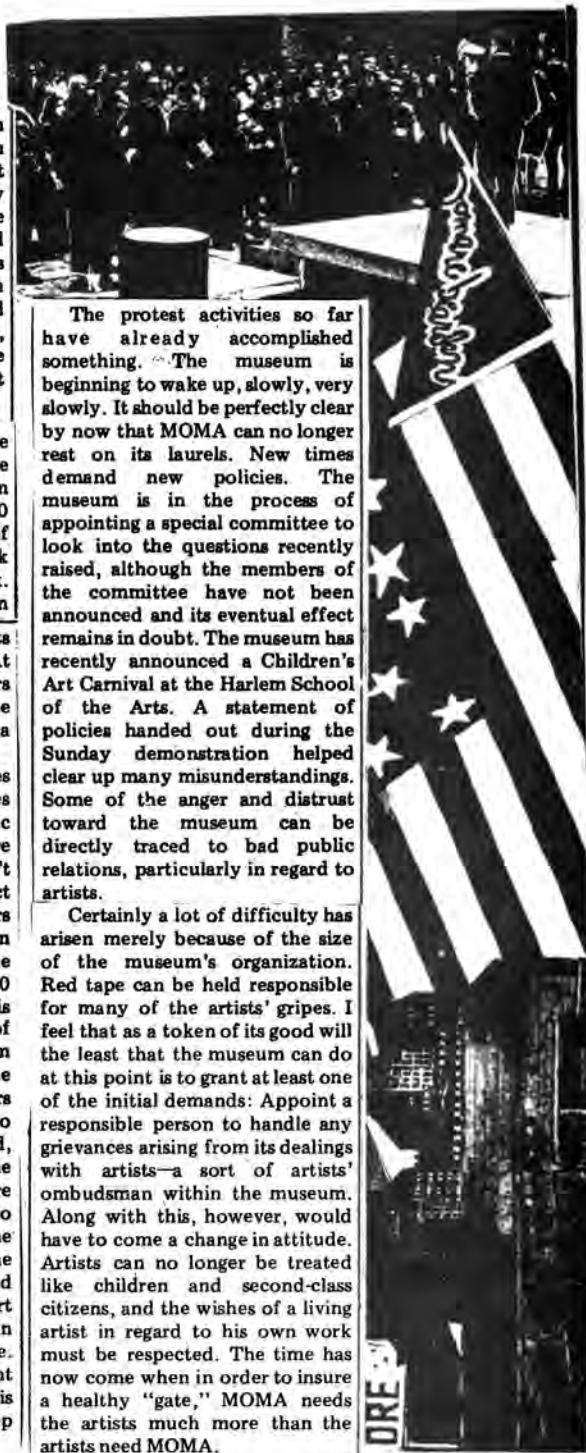 The protest activities so far
have already accomplished
something. The museum is
beginning to wake up, slowly, very
slowly. It should be perfectly clear
by now that MOMA can no longer
rest on its laurels. New times
demand new policies. The
museum is in the process of
appointing a special committee to
look into the questions recently
raised, although the members of
the committee have not been
announced and its eventual effect
remains in doubt. The museum has
recently announced a Children's
Art Carnival at the Harlem School
of the Arts. A statement of
policies handed out during the
Sunday demonstration helped
clear up many misunderstandings.
Some of the anger and distrust
toward the museum can be
directly traced to bad public
relations, particularly in regard to
artists.
Certainly a lot of difficulty has
arisen merely because of the size
of the museum's organization.
Red tape can be held responsible
for many of the artists' gripes. I
feel that as a token of its good will
the least that the museum can do
at this point is to grant at least one
of the initial demands: Appoint a
responsible person to handle any
grievances arising from its dealings
with artists—a sort of artists'
ombudsman within the museum.
Along with this, however, would
have to come a change in attitude.
Artists can no longer be treated
like children and second-class
citizens, and the wishes of a living
artist in regard to his own work
must be respected. The time has
now come when in order to insure
a healthy "gate," MOMA needs
the artists much more than the
artists need MOMA.
DRE